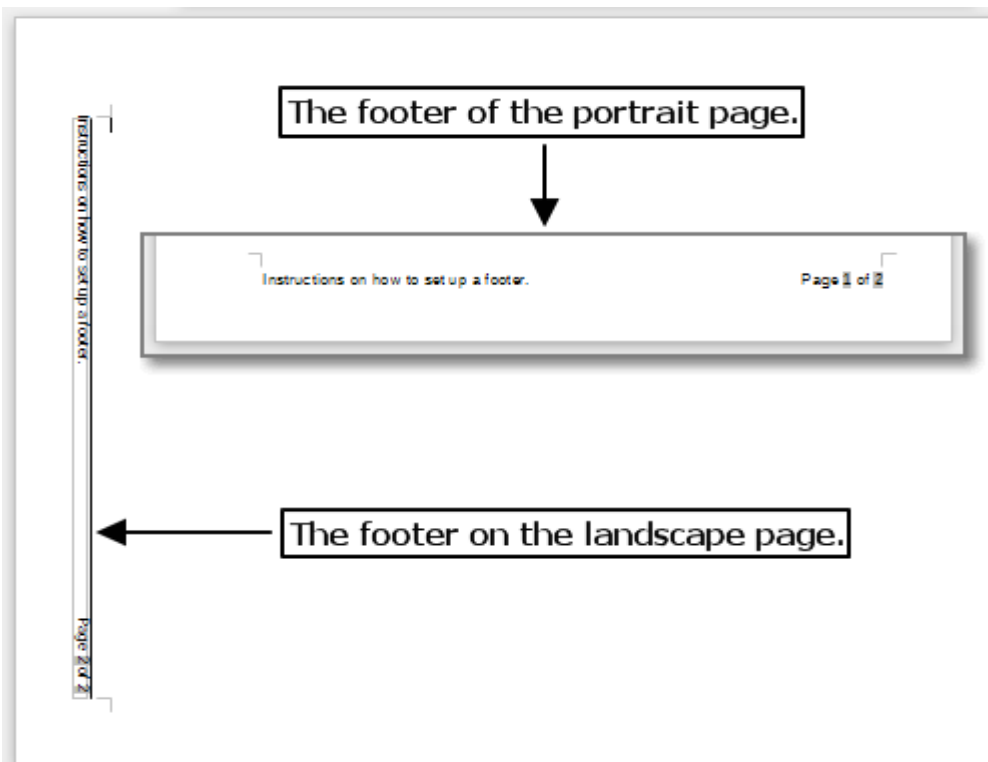 The footer of the portrait page.
Instructions on how to set up a footer.
Page 1 of 2
Instructions on how to set up a footer.
The footer on the landscape page.
Page 2 of 2